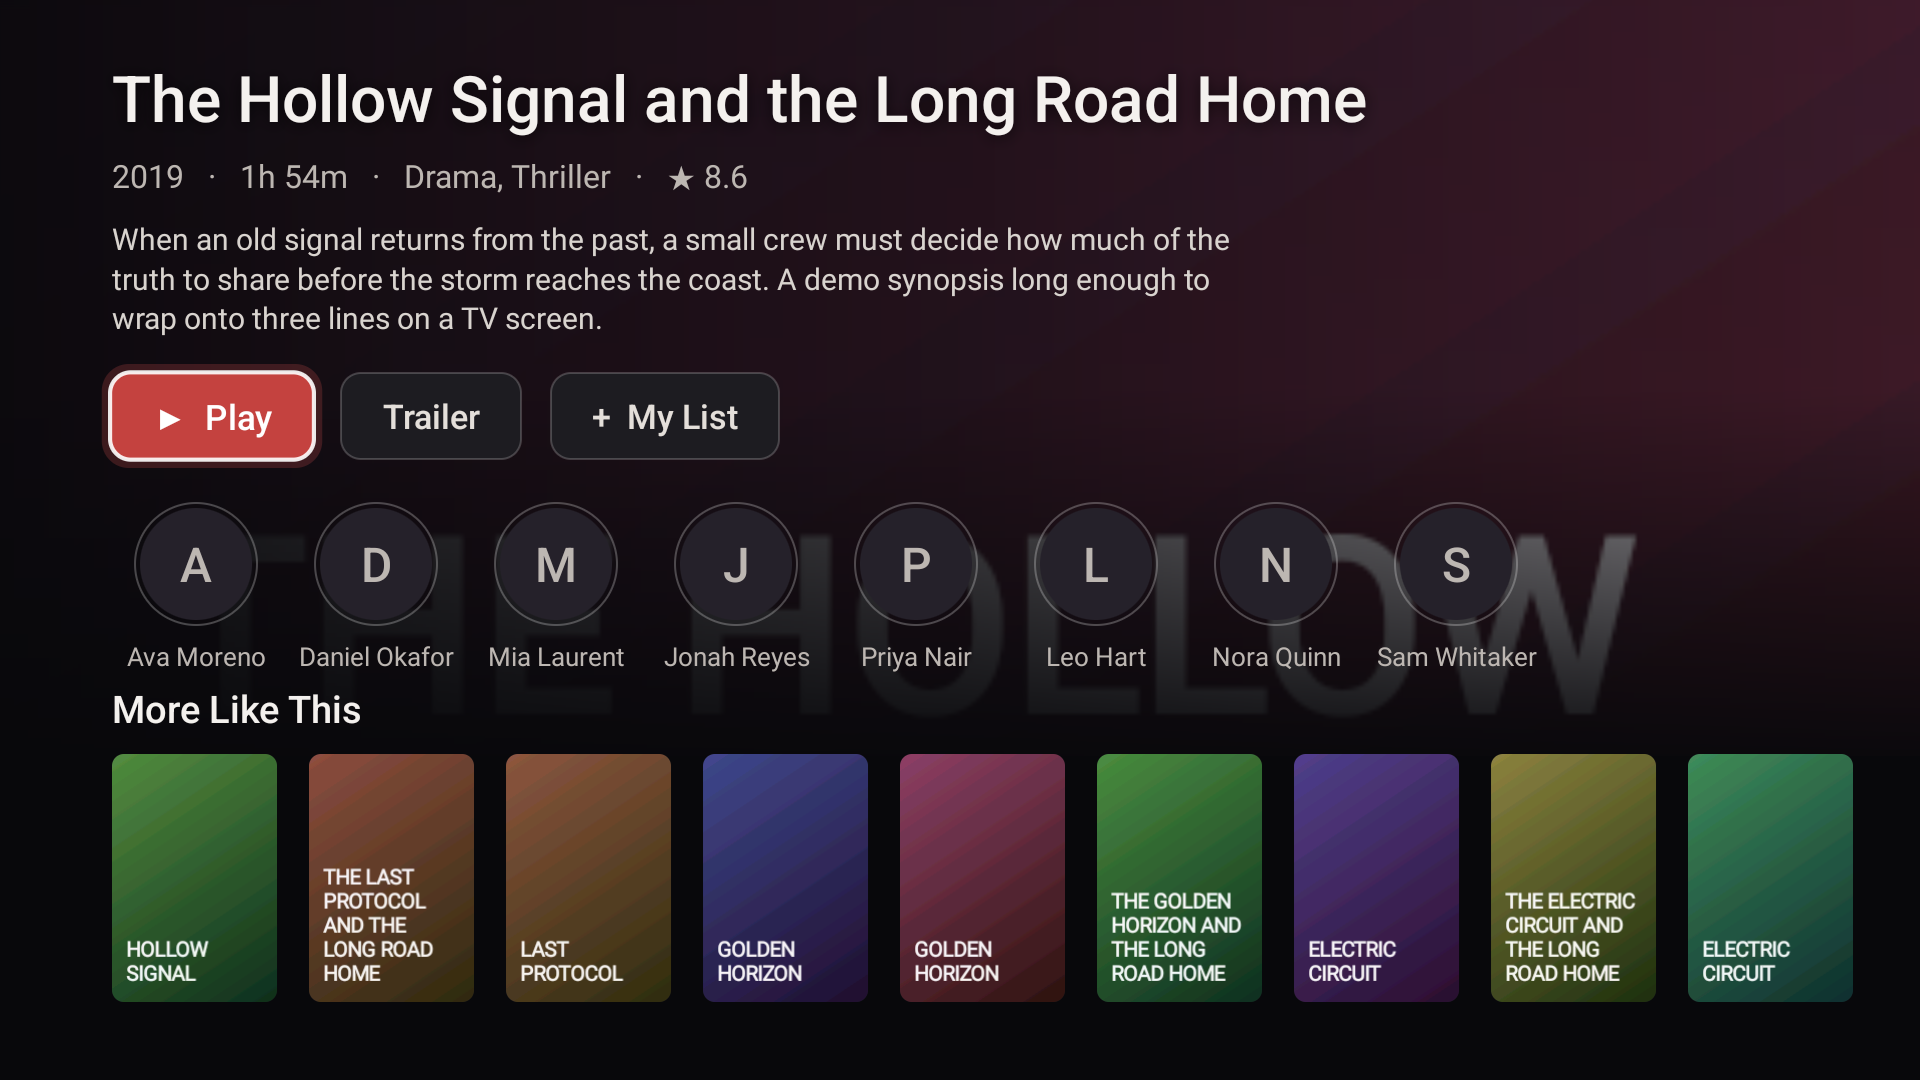 The Hollow Signal and the Long Road Home
2019 · 1h 54m · Drama, Thriller · ★ 8.6
When an old signal returns from the past, a small crew must decide how much of the
truth to share before the storm reaches the coast. A demo synopsis long enough to
wrap onto three lines on a TV screen.
▶ Play
Trailer
+ My List
THE HOLLOW
A
D
M
J
P
L
N
S
Ava Moreno
Daniel Okafor
Mia Laurent
Jonah Reyes
Priya Nair
Leo Hart
Nora Quinn
Sam Whitaker
More Like This
HOLLOW
SIGNAL
THE LAST
PROTOCOL
AND THE
LONG ROAD
HOME
LAST
PROTOCOL
GOLDEN
HORIZON
GOLDEN
HORIZON
THE GOLDEN
HORIZON AND
THE LONG
ROAD HOME
ELECTRIC
CIRCUIT
THE ELECTRIC
CIRCUIT AND
THE LONG
ROAD HOME
ELECTRIC
CIRCUIT